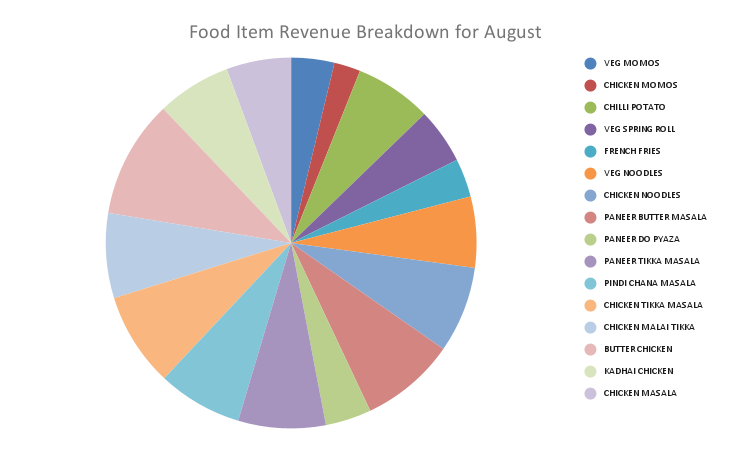 Food Item Revenue Breakdown for August
VEG MOMOS
CHICKEN MOMOS
CHILLI POTATO
VEG SPRING ROLL
FRENCH FRIES
VEG NOODLES
CHICKEN NOODLES
PANEER BUTTER MASALA
PANEER DO PYAZA
PANEER TIKKA MASALA
PINDI CHANA MASALA
CHICKEN TIKKA MASALA
CHICKEN MALAI TIKKA
BUTTER CHICKEN
KADHAI CHICKEN
CHICKEN MASALA